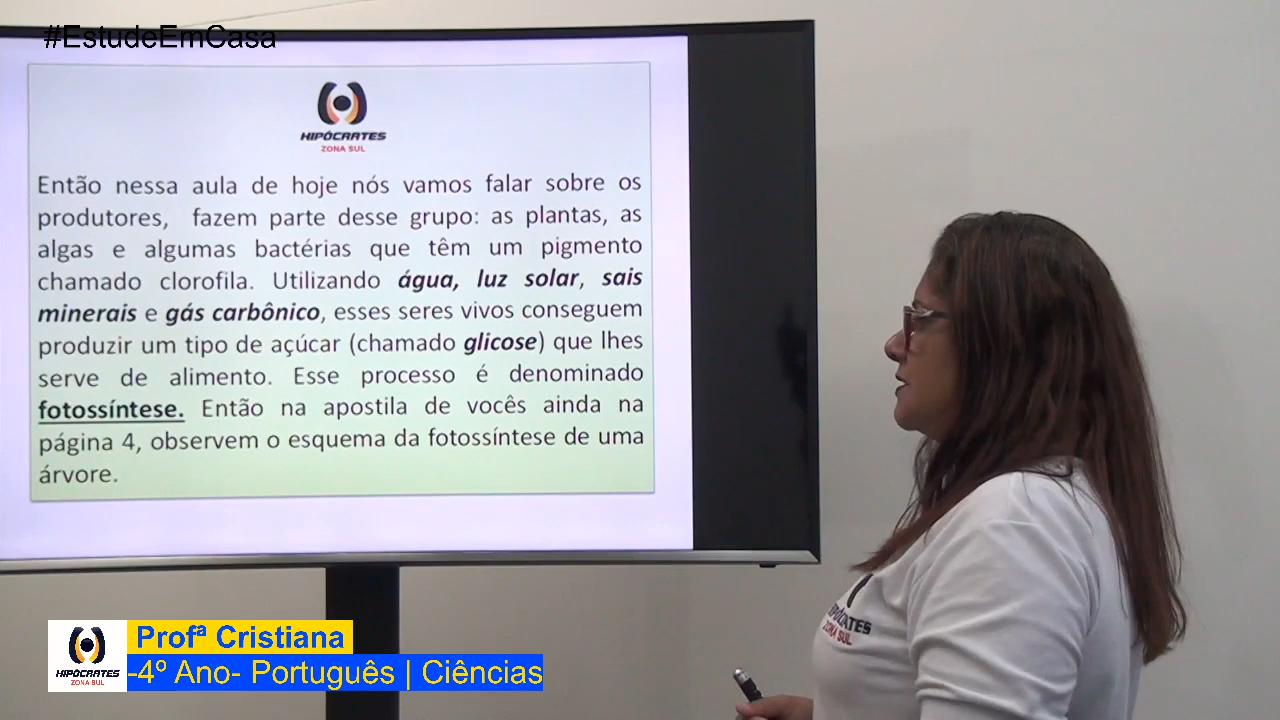 #EstudeEmCasa
HIPÓCRATES
ZONA SUL
Então nessa aula de hoje nós vamos falar sobre os
produtores, fazem parte desse grupo: as plantas, as
algas e algumas bactérias que têm um pigmento
chamado clorofila. Utilizando água, luz solar, sais
minerais e gás carbônico, esses seres vivos conseguem
produzir um tipo de açúcar (chamado glicose) que lhes
serve de alimento. Esse processo é denominado
fotossíntese. Então na apostila de vocês ainda na
página 4, observem o esquema da fotossíntese de uma
árvore.
HIPÓCRATES
ZONA SUL
HIPÓCRATES
ZONA SUL
Profª Cristiana
-4º Ano- Português | Ciências